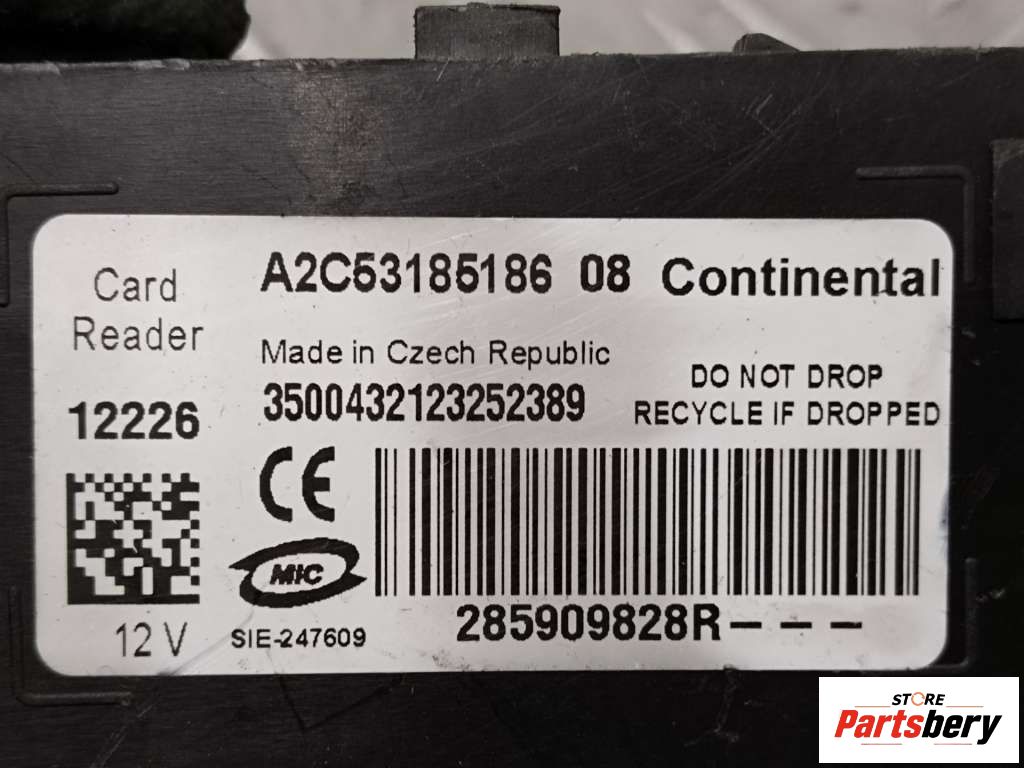 Card
Reader
12226
12 V
A2C53185186 08 Continental
Made in Czech Republic
3500432123252389
DO NOT DROP
RECYCLE IF DROPPED
CE
MIC
SIE-247609
285909828R– – –
STORE
Partsbery